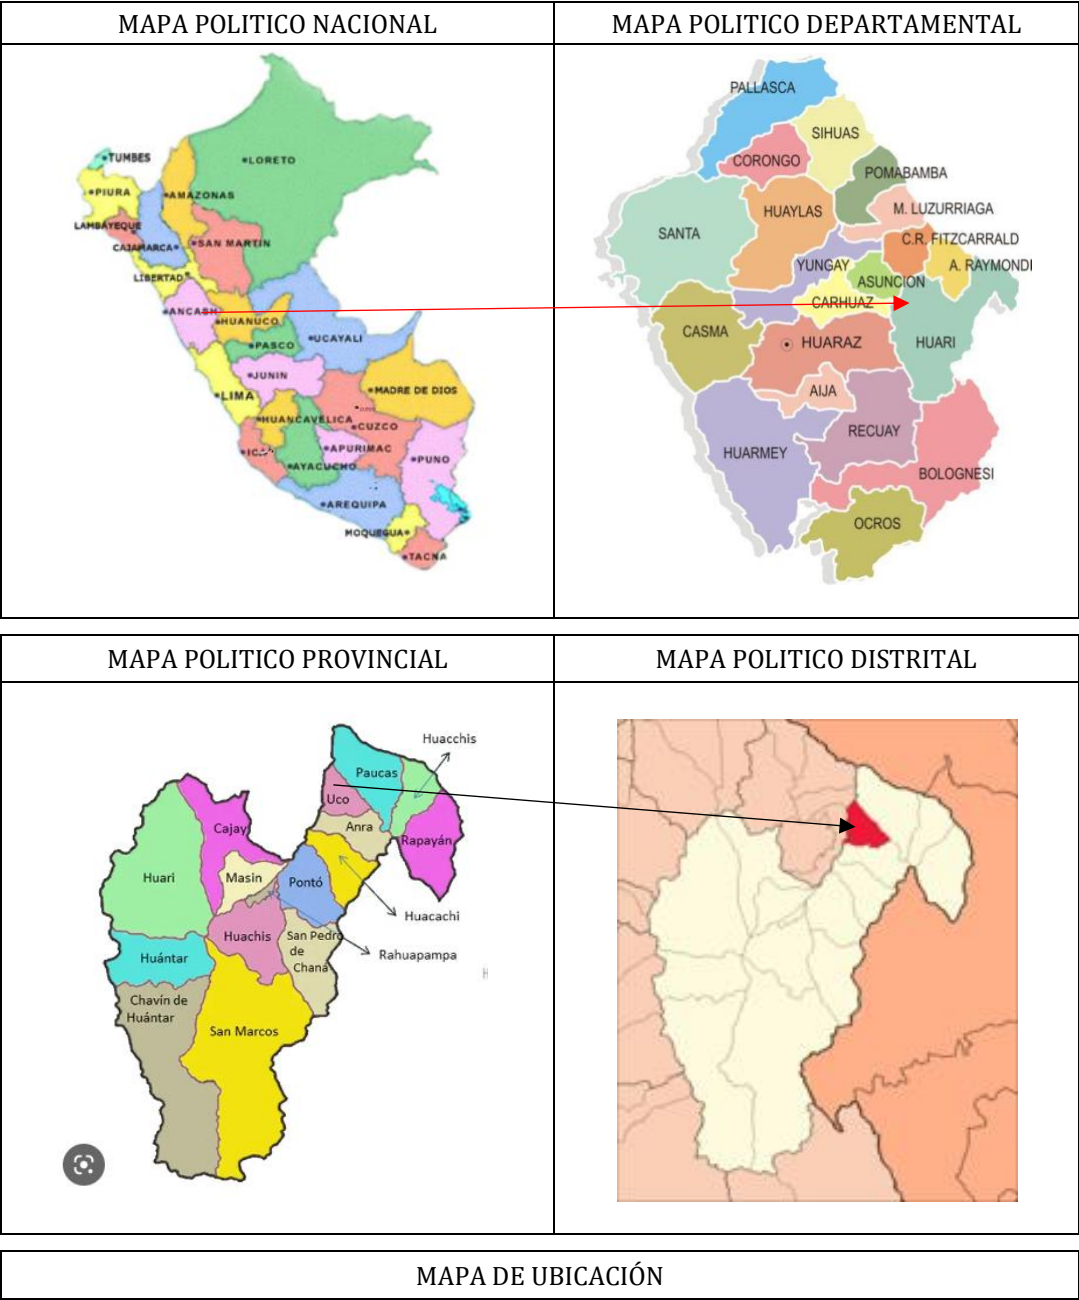 MAPA POLITICO NACIONAL
MAPA POLITICO DEPARTAMENTAL
TUMBES
LORETO
PIURA
AMAZONAS
LAMBAYEQUE
CAJAMARCA
SAN MARTIN
LIBERTAD
ANCASH
HUANUCO
PASCO
UCAYALI
JUNIN
LIMA
MADRE DE DIOS
HUANCAVELICA
CUZCO
ICA
APURIMAC
AYACUCHO
PUNO
AREQUIPA
MOQUEGUA
TACNA
PALLASCA
SIHUAS
CORONGO
POMABAMBA
HUAYLAS
M. LUZURRIAGA
SANTA
C.R. FITZCARRALD
YUNGAY
A. RAYMONDI
ASUNCION
CARHUAZ
CASMA
HUARAZ
HUARI
AIJA
RECUAY
HUARMEY
BOLOGNESI
OCROS
MAPA POLITICO PROVINCIAL
MAPA POLITICO DISTRITAL
Huacchis
Paucas
Uco
Anra
Cajay
Rapayán
Huari
Masin
Pontó
Huacachi
Huachis
San Pedro
de
Chaná
Rahuapampa
Huántar
Chavín de
Huántar
San Marcos
H
MAPA DE UBICACIÓN